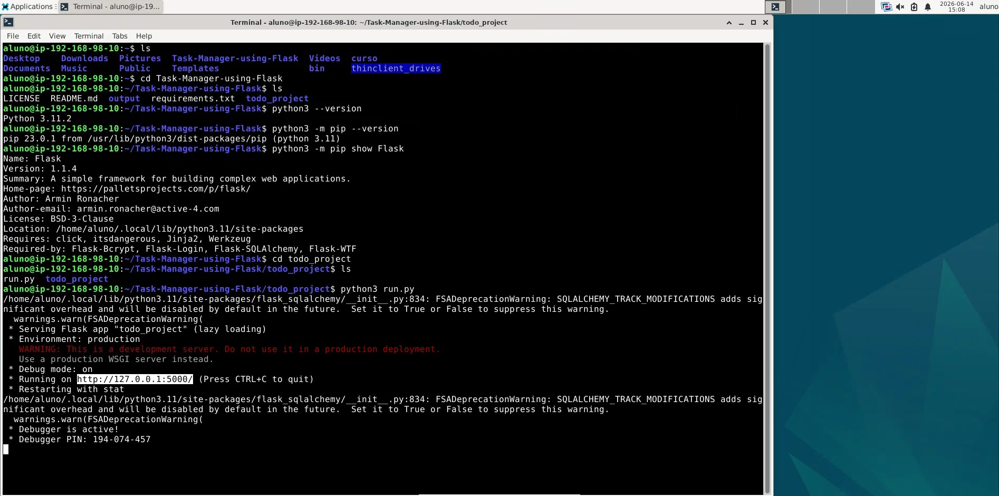 Applications
Terminal - aluno@ip-19...
2026-06-14
15:08
aluno
Terminal - aluno@ip-192-168-98-10: ~/Task-Manager-using-Flask/todo_project
File Edit View Terminal Tabs Help
aluno@ip-192-168-98-10:~$ ls
Desktop    Downloads  Pictures  Task-Manager-using-Flask  Videos  curso
Documents  Music      Public    Templates                 bin     thinclient_drives
aluno@ip-192-168-98-10:~$ cd Task-Manager-using-Flask
aluno@ip-192-168-98-10:~/Task-Manager-using-Flask$ ls
LICENSE  README.md  output  requirements.txt  todo_project
aluno@ip-192-168-98-10:~/Task-Manager-using-Flask$ python3 --version
Python 3.11.2
aluno@ip-192-168-98-10:~/Task-Manager-using-Flask$ python3 -m pip --version
pip 23.0.1 from /usr/lib/python3/dist-packages/pip (python 3.11)
aluno@ip-192-168-98-10:~/Task-Manager-using-Flask$ python3 -m pip show Flask
Name: Flask
Version: 1.1.4
Summary: A simple framework for building complex web applications.
Home-page: https://palletsprojects.com/p/flask/
Author: Armin Ronacher
Author-email: armin.ronacher@active-4.com
License: BSD-3-Clause
Location: /home/aluno/.local/lib/python3.11/site-packages
Requires: click, itsdangerous, Jinja2, Werkzeug
Required-by: Flask-Bcrypt, Flask-Login, Flask-SQLAlchemy, Flask-WTF
aluno@ip-192-168-98-10:~/Task-Manager-using-Flask$ cd todo_project
aluno@ip-192-168-98-10:~/Task-Manager-using-Flask/todo_project$ ls
run.py  todo_project
aluno@ip-192-168-98-10:~/Task-Manager-using-Flask/todo_project$ python3 run.py
/home/aluno/.local/lib/python3.11/site-packages/flask_sqlalchemy/__init__.py:834: FSADeprecationWarning: SQLALCHEMY_TRACK_MODIFICATIONS adds sig
nificant overhead and will be disabled by default in the future.  Set it to True or False to suppress this warning.
  warnings.warn(FSADeprecationWarning(
 * Serving Flask app "todo_project" (lazy loading)
 * Environment: production
   WARNING: This is a development server. Do not use it in a production deployment.
   Use a production WSGI server instead.
 * Debug mode: on
 * Running on http://127.0.0.1:5000/ (Press CTRL+C to quit)
 * Restarting with stat
/home/aluno/.local/lib/python3.11/site-packages/flask_sqlalchemy/__init__.py:834: FSADeprecationWarning: SQLALCHEMY_TRACK_MODIFICATIONS adds sig
nificant overhead and will be disabled by default in the future.  Set it to True or False to suppress this warning.
  warnings.warn(FSADeprecationWarning(
 * Debugger is active!
 * Debugger PIN: 194-074-457